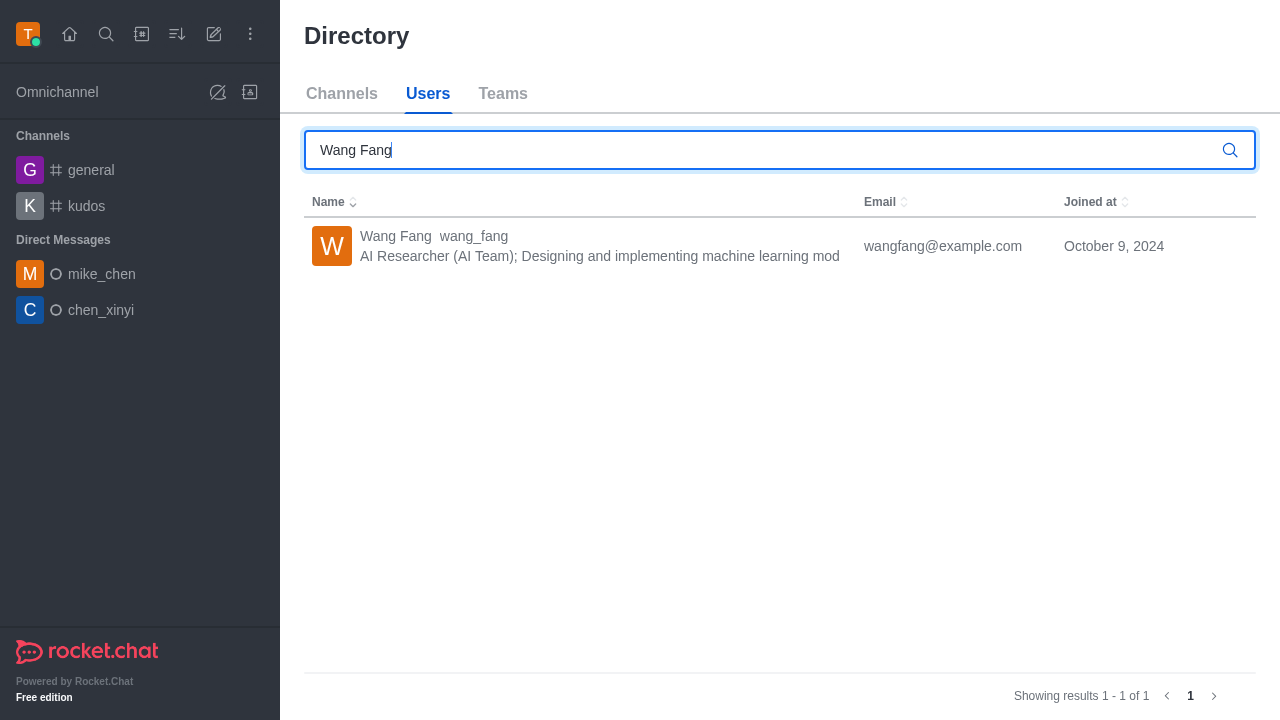 T
Directory
Omnichannel
Channels Users Teams
Wang Fang
Channels
G general
K kudos
Direct Messages
M mike_chen
C chen_xinyi
Name Email Joined at
W
Wang Fang wang_fang
AI Researcher (AI Team); Designing and implementing machine learning mod
wangfang@example.com
October 9, 2024
rocket.chat
Powered by Rocket.Chat
Free edition
Showing results 1 - 1 of 1 1